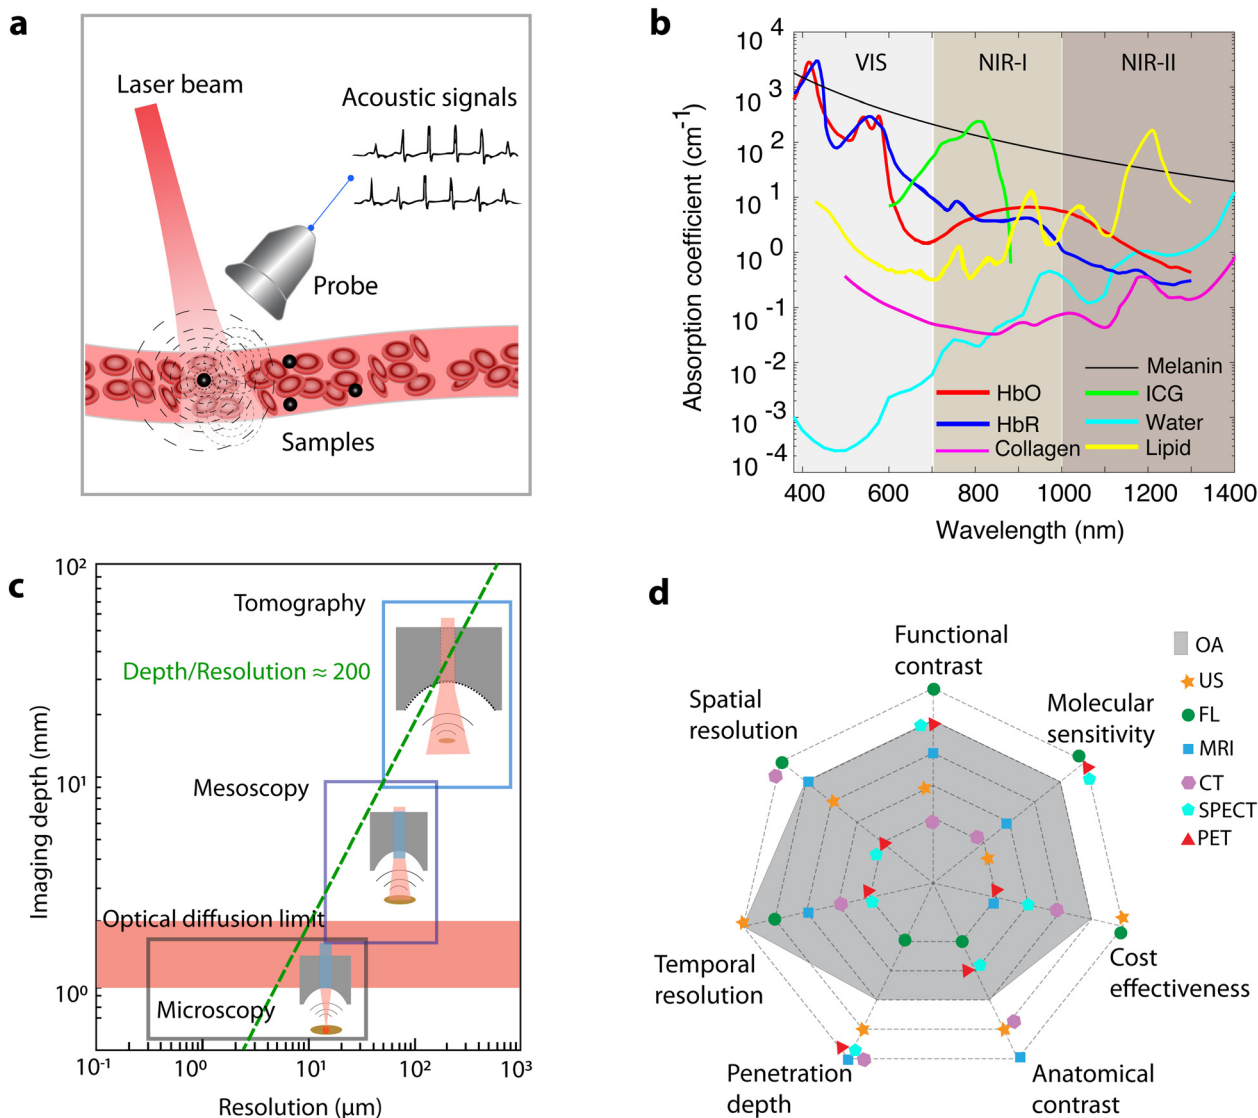 a
Laser beam
Acoustic signals
Probe
Samples
b
Absorption coefficient (cm⁻¹)
10 4
10 3
10 2
10 1
10 0
10 -1
10 -2
10 -3
10 -4
VIS
NIR-I
NIR-II
HbO
HbR
Collagen
Melanin
ICG
Water
Lipid
400
600
800
1000
1200
1400
Wavelength (nm)
c
Imaging depth (mm)
10²
10¹
10⁰
Tomography
Depth/Resolution ≈ 200
Mesoscopy
Optical diffusion limit
Microscopy
10⁻¹
10⁰
10¹
10²
10³
Resolution (µm)
d
Functional
contrast
Molecular
sensitivity
Spatial
resolution
Temporal
resolution
Cost
effectiveness
Penetration
depth
Anatomical
contrast
OA
US
FL
MRI
CT
SPECT
PET